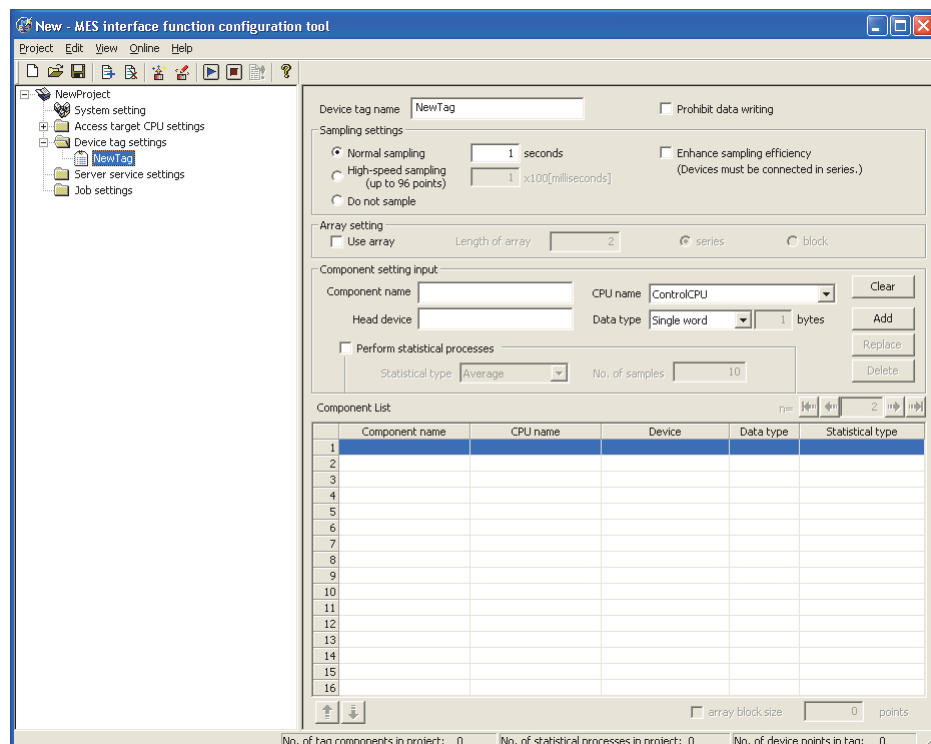 New - MES interface function configuration tool
Project Edit View Online Help
NewProject
System setting
Access target CPU settings
Device tag settings
NewTag
Server service settings
Job settings
Device tag name NewTag Prohibit data writing
Sampling settings
Normal sampling 1 seconds Enhance sampling efficiency
(Devices must be connected in series.)
High-speed sampling
(up to 96 points) 1 x100[milliseconds]
Do not sample
Array setting
Use array Length of array 2 series block
Component setting input
Component name CPU name ControlCPU Clear
Head device Data type Single word 1 bytes Add
Perform statistical processes Replace
Statistical type Average No. of samples 10 Delete
Component List n= 2
Component name CPU name Device Data type Statistical type
1
2
3
4
5
6
7
8
9
10
11
12
13
14
15
16
array block size 0 points
No. of tag components in project: 0 No. of statistical processes in project: 0 No. of device points in tag: 0